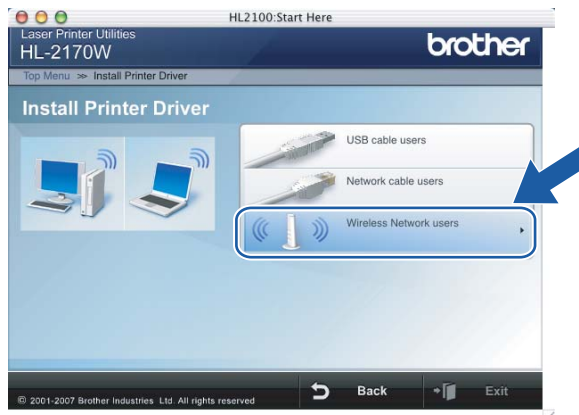 HL2100:Start Here
Laser Printer Utilities
HL-2170W
brother
Top Menu >> Install Printer Driver
Install Printer Driver
USB cable users
Network cable users
Wireless Network users
© 2001-2007 Brother Industries Ltd. All rights reserved
Back
Exit